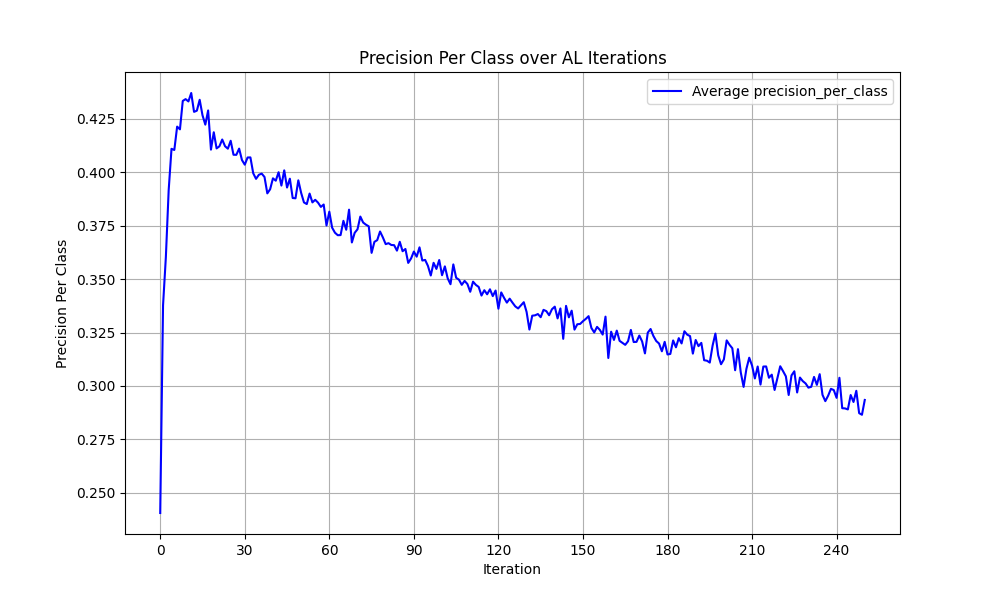 Precision Per Class over AL Iterations
Average precision_per_class
Precision Per Class
0.425
0.400
0.375
0.350
0.325
0.300
0.275
0.250
0 30 60 90 120 150 180 210 240
Iteration